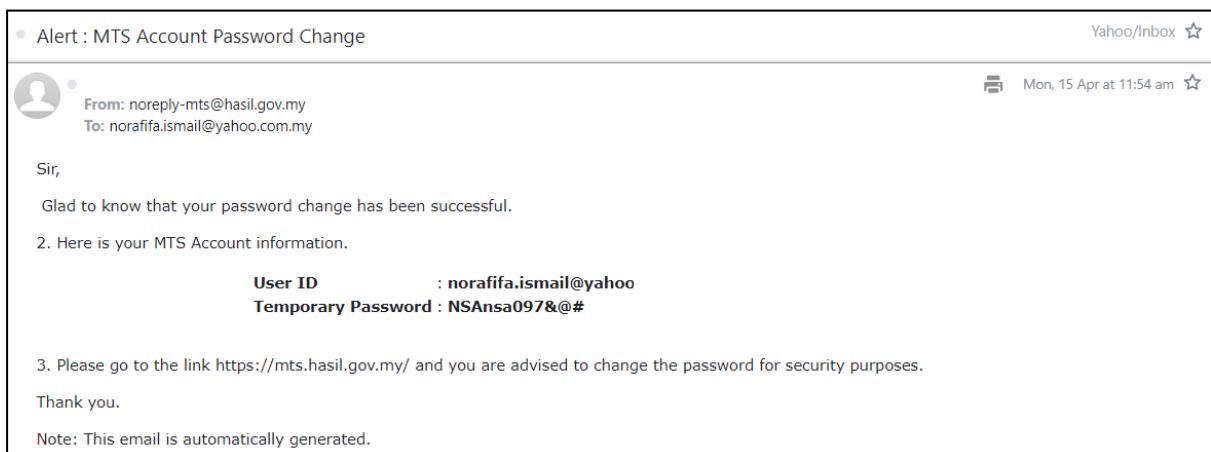 Alert : MTS Account Password Change
Yahoo/Inbox
From: noreply-mts@hasil.gov.my
Mon, 15 Apr at 11:54 am
To: norafifa.ismail@yahoo.com.my
Sir,
Glad to know that your password change has been successful.
2. Here is your MTS Account information.
User ID : norafifa.ismail@yahoo
Temporary Password : NSAnsa097&@#
3. Please go to the link https://mts.hasil.gov.my/ and you are advised to change the password for security purposes.
Thank you.
Note: This email is automatically generated.